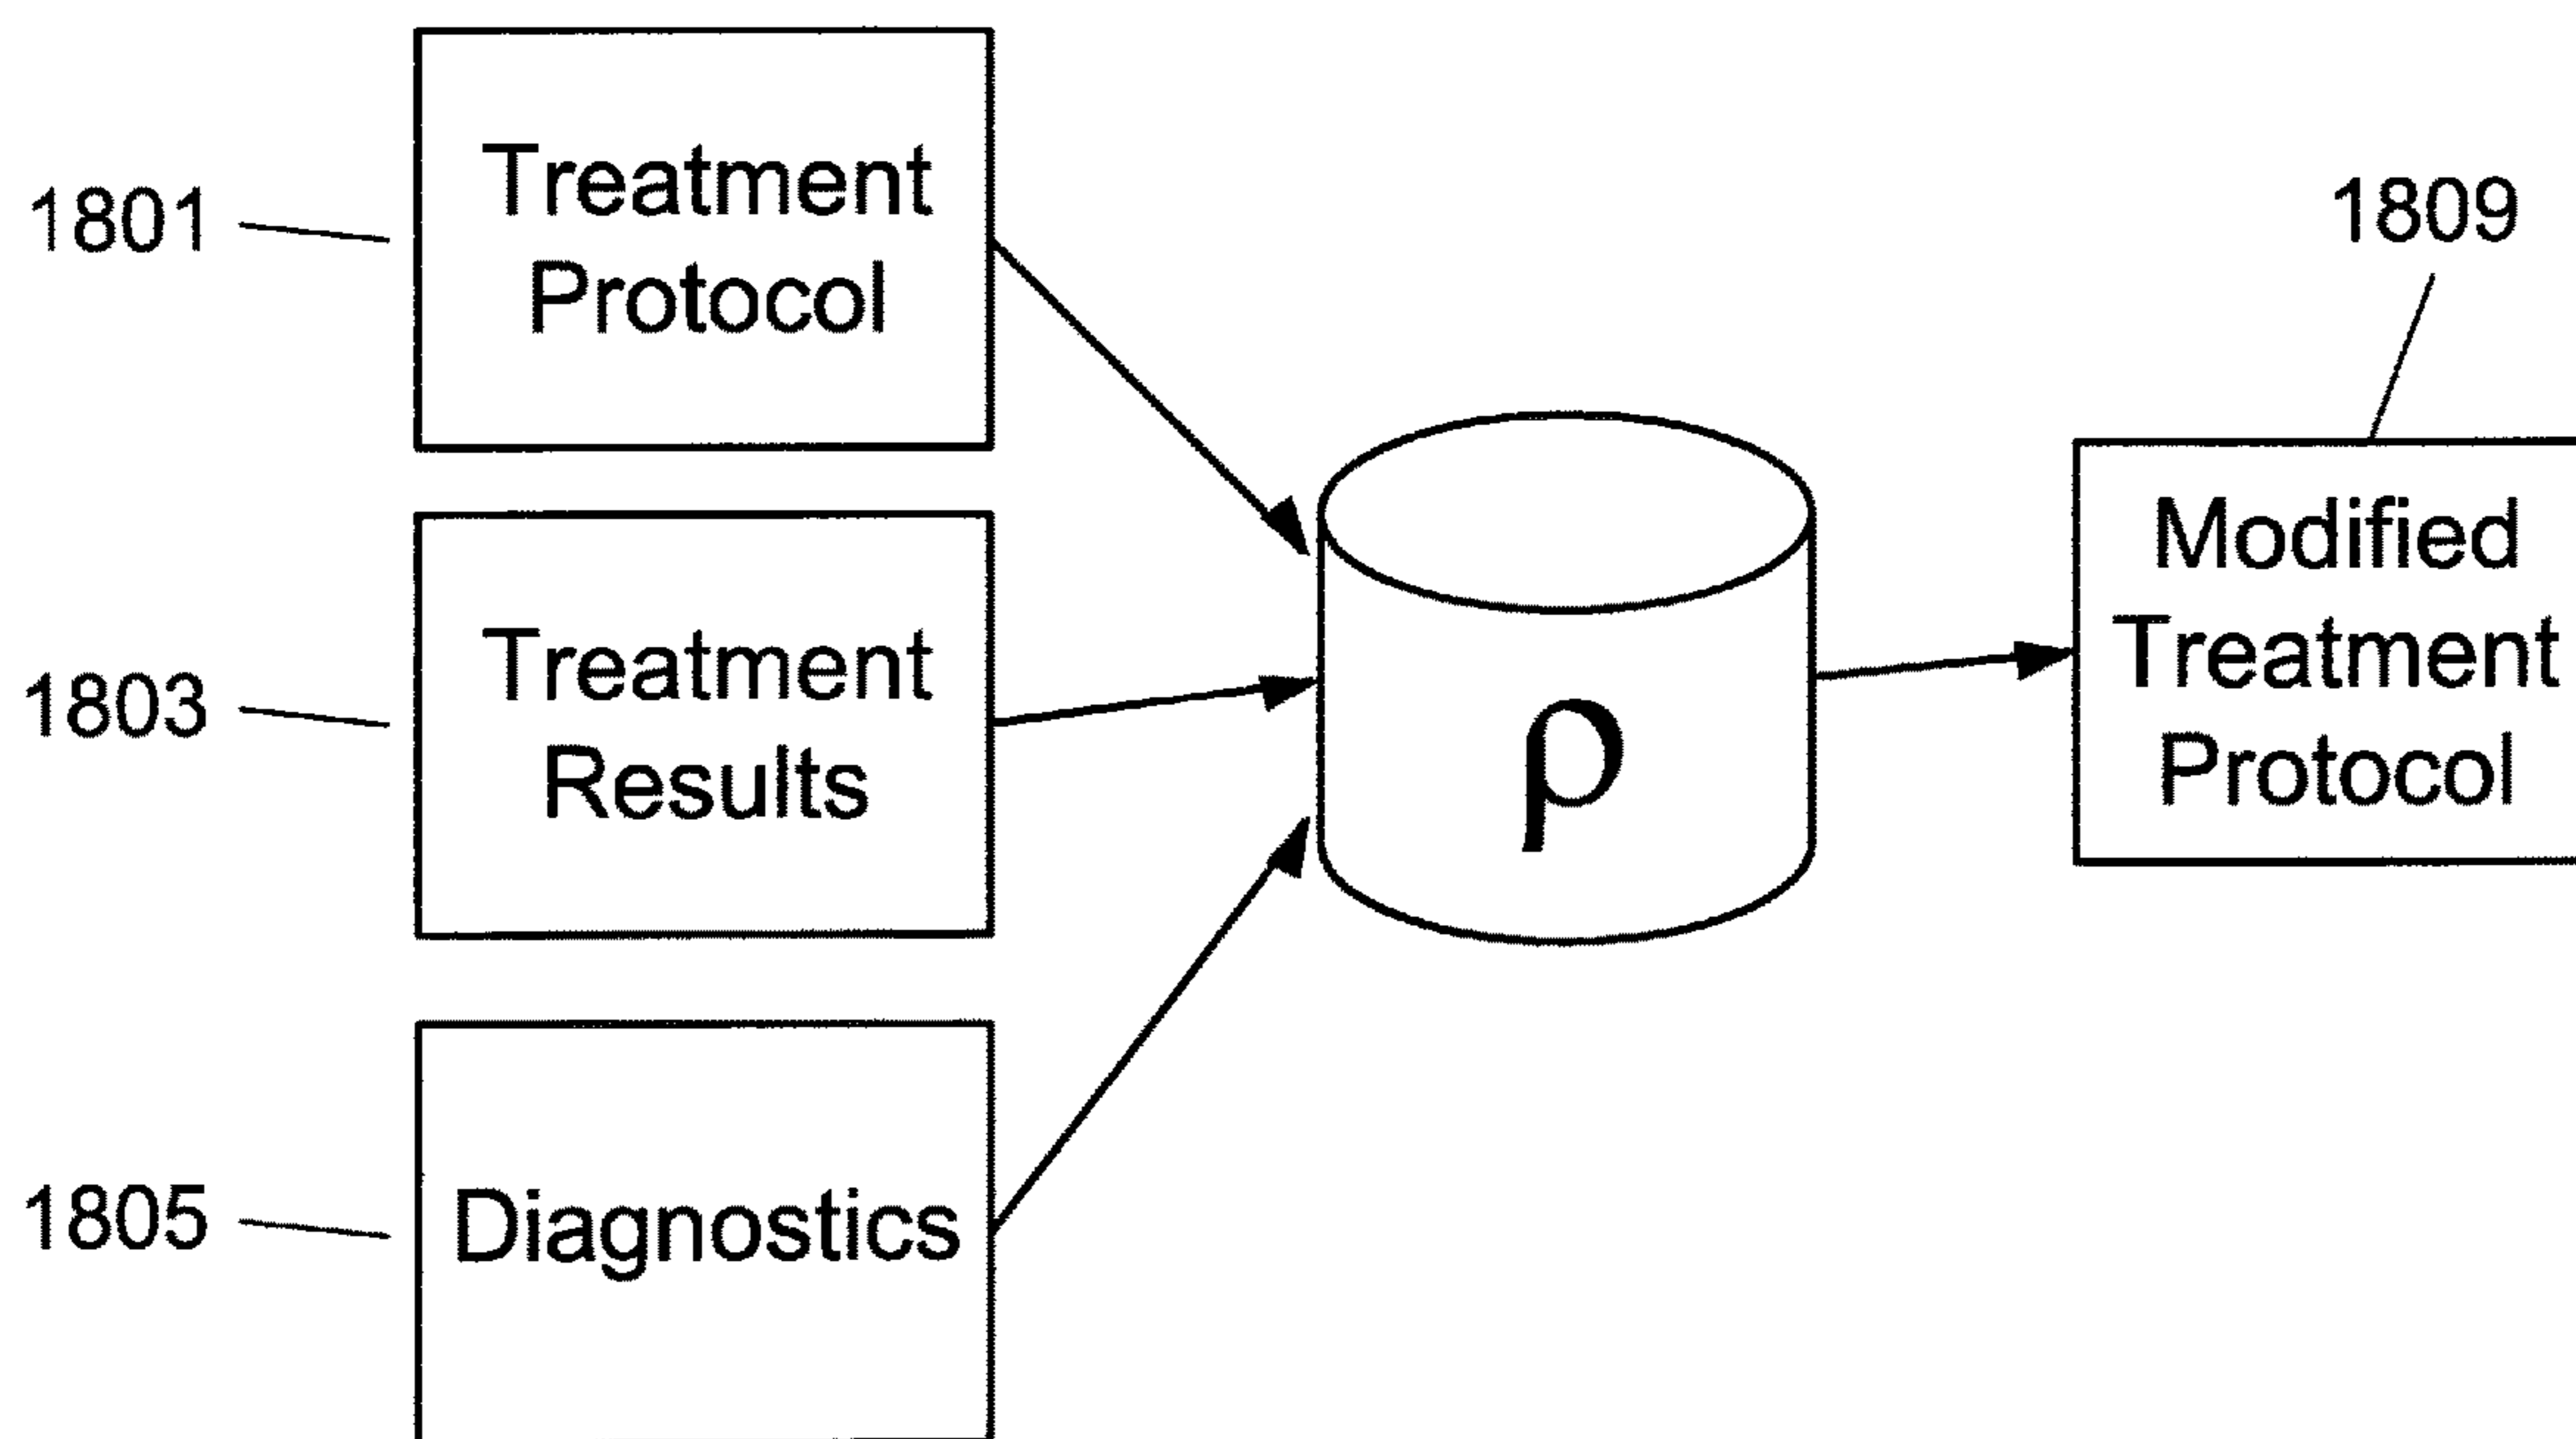 1801
Treatment
Protocol
1803
Treatment
Results
1805
Diagnostics
ρ
1809
Modified
Treatment
Protocol